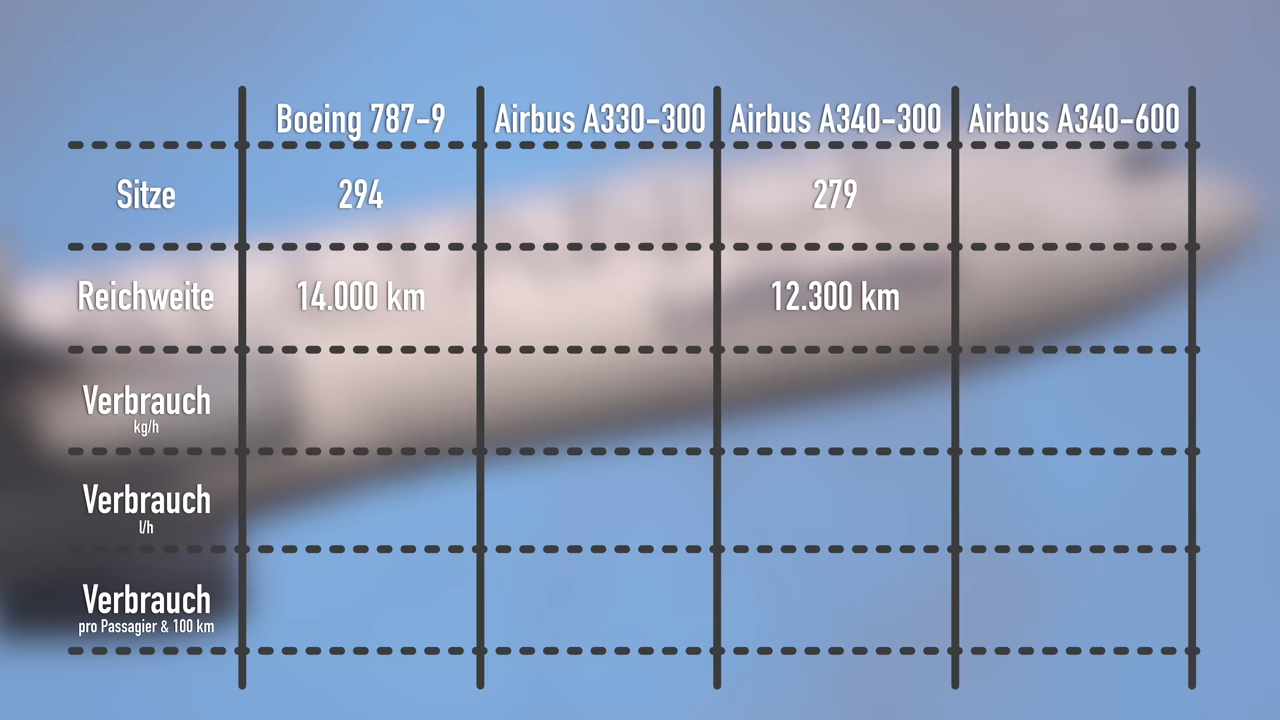 Boeing 787-9 Airbus A330-300 Airbus A340-300 Airbus A340-600
Sitze 294 279
Reichweite 14.000 km 12.300 km
Verbrauch
kg/h
Verbrauch
l/h
Verbrauch
pro Passagier & 100 km